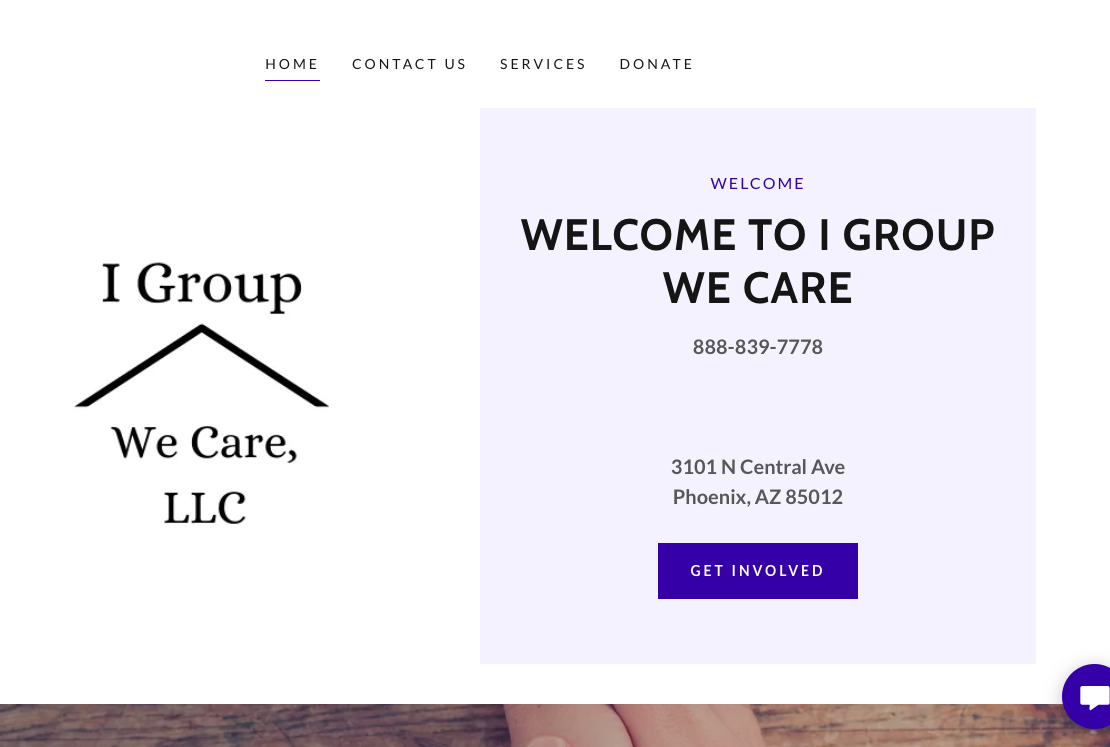 HOME CONTACT US SERVICES DONATE
I Group
We Care,
LLC
WELCOME
WELCOME TO I GROUP
WE CARE
888-839-7778
3101 N Central Ave
Phoenix, AZ 85012
GET INVOLVED